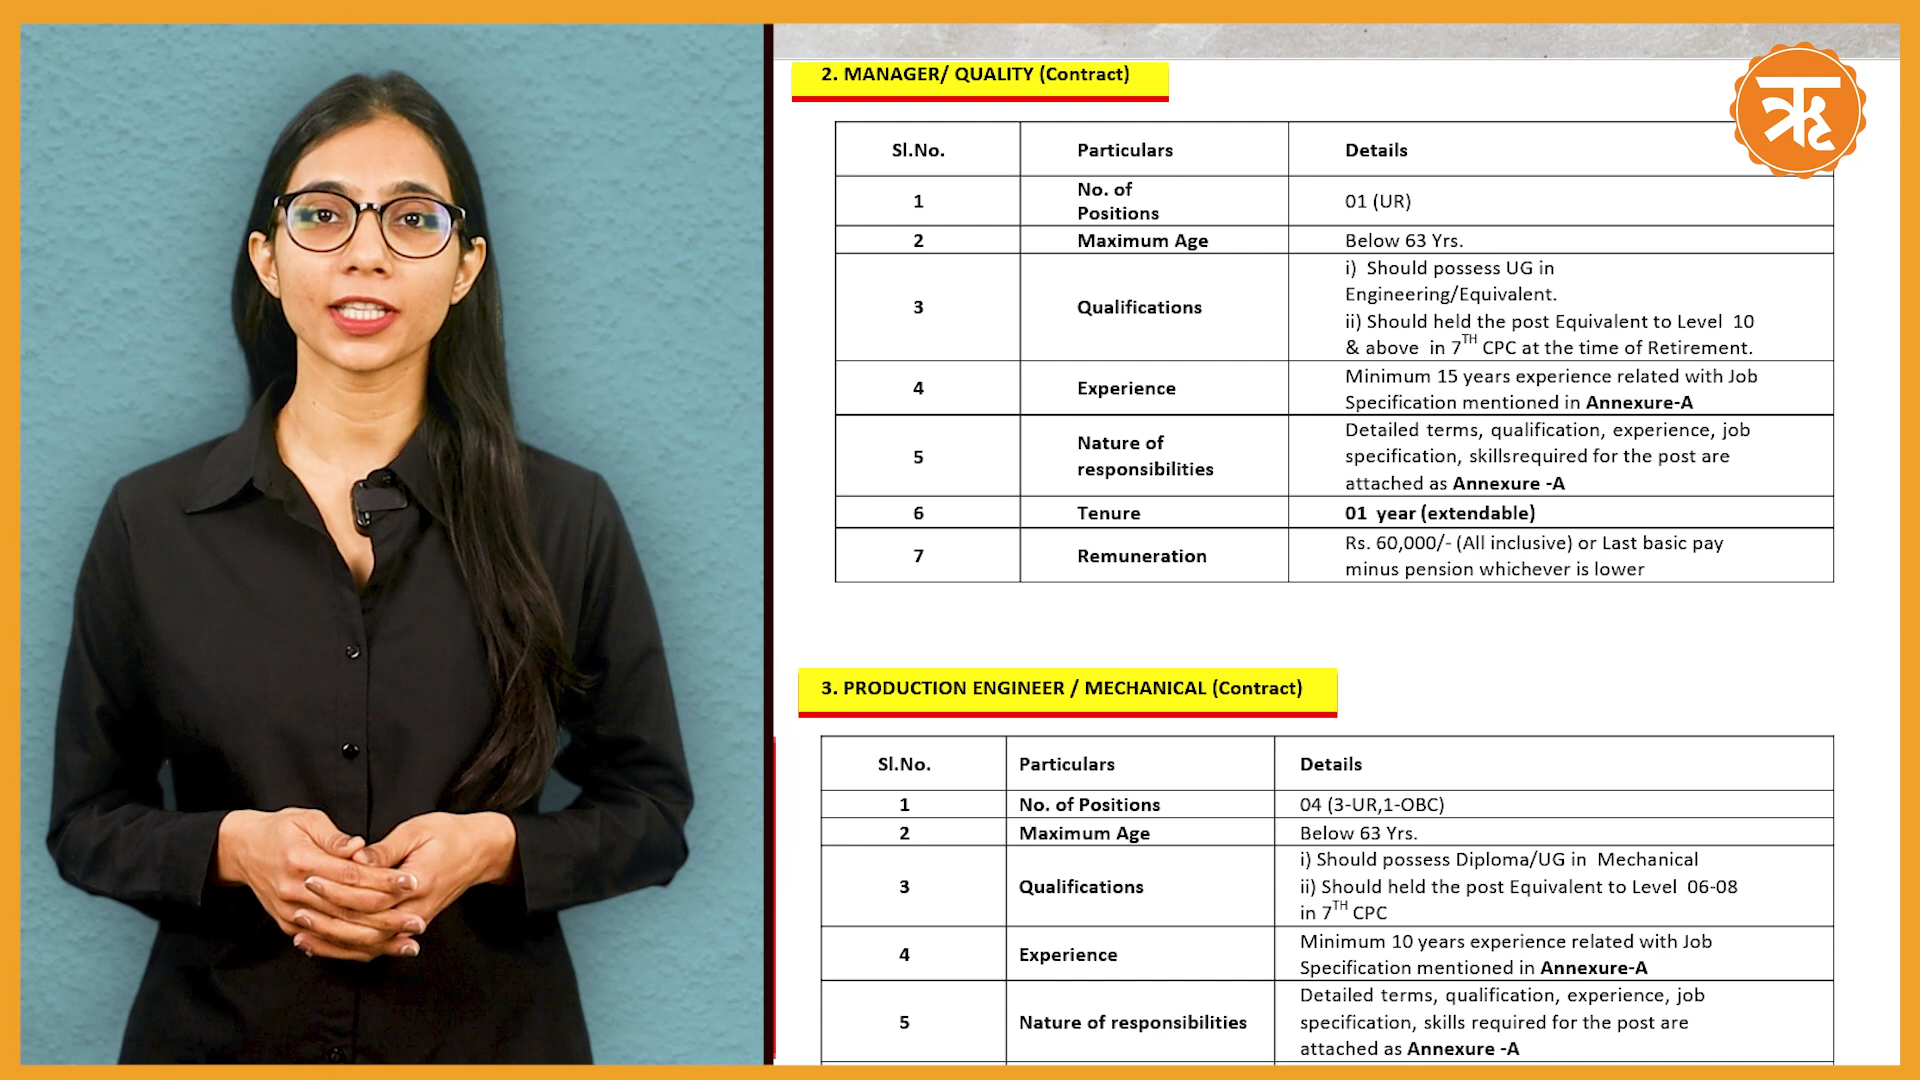 2. MANAGER/ QUALITY (Contract)
ऋ
Sl.No. Particulars Details
1 No. of Positions 01 (UR)
2 Maximum Age Below 63 Yrs.
3 Qualifications i) Should possess UG in
Engineering/Equivalent.
ii) Should held the post Equivalent to Level 10
& above in 7TH CPC at the time of Retirement.
4 Experience Minimum 15 years experience related with Job
Specification mentioned in Annexure-A
5 Nature of responsibilities Detailed terms, qualification, experience, job
specification, skillsrequired for the post are
attached as Annexure -A
6 Tenure 01 year (extendable)
7 Remuneration Rs. 60,000/- (All inclusive) or Last basic pay
minus pension whichever is lower
3. PRODUCTION ENGINEER / MECHANICAL (Contract)
Sl.No. Particulars Details
1 No. of Positions 04 (3-UR,1-OBC)
2 Maximum Age Below 63 Yrs.
3 Qualifications i) Should possess Diploma/UG in Mechanical
ii) Should held the post Equivalent to Level 06-08
in 7TH CPC
4 Experience Minimum 10 years experience related with Job
Specification mentioned in Annexure-A
5 Nature of responsibilities Detailed terms, qualification, experience, job
specification, skills required for the post are
attached as Annexure -A